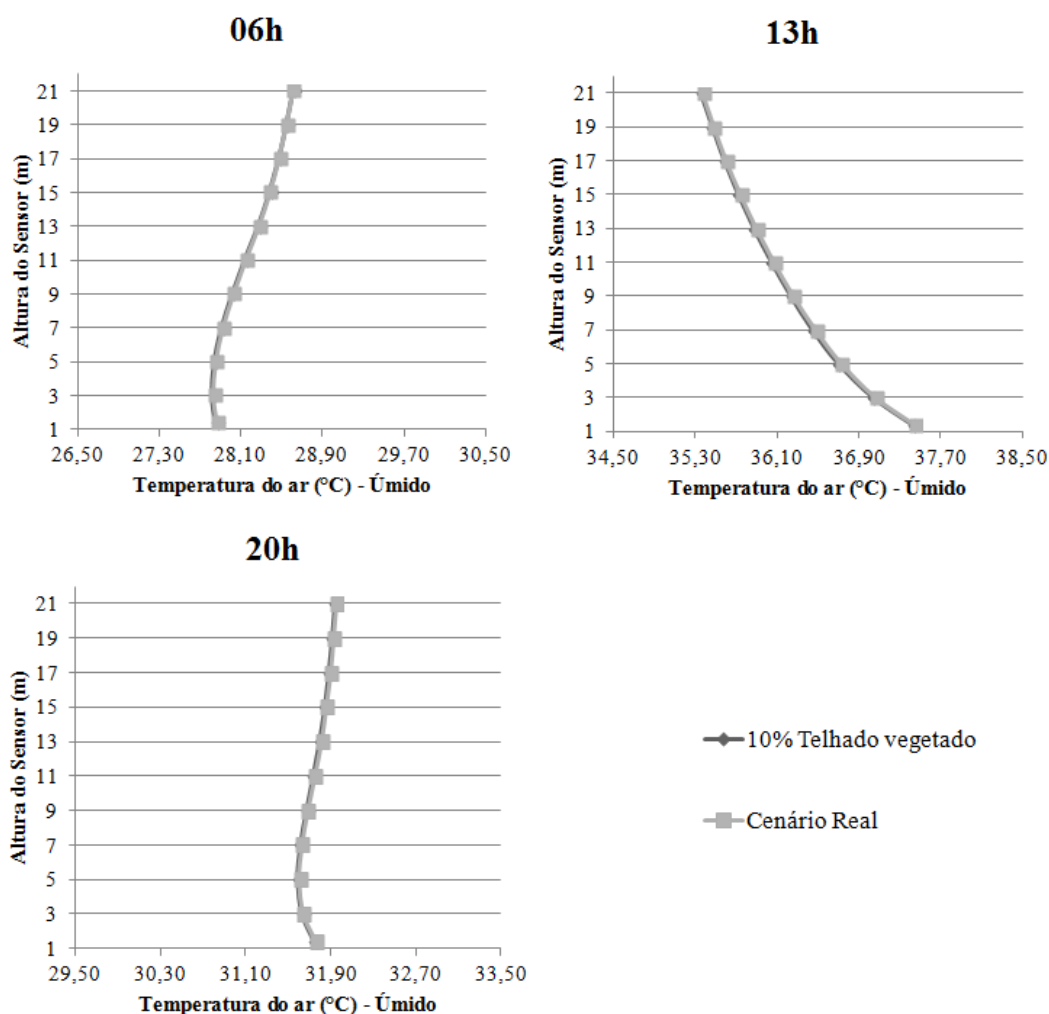 06h
21
19
17
15
13
11
9
7
5
3
1
Altura do Sensor (m)
26,50 27,30 28,10 28,90 29,70 30,50
Temperatura do ar (°C) - Úmido
13h
21
19
17
15
13
11
9
7
5
3
1
Altura do Sensor (m)
34,50 35,30 36,10 36,90 37,70 38,50
Temperatura do ar (°C) - Úmido
20h
21
19
17
15
13
11
9
7
5
3
1
Altura do Sensor (m)
29,50 30,30 31,10 31,90 32,70 33,50
Temperatura do ar (°C) - Úmido
10% Telhado vegetado
Cenário Real